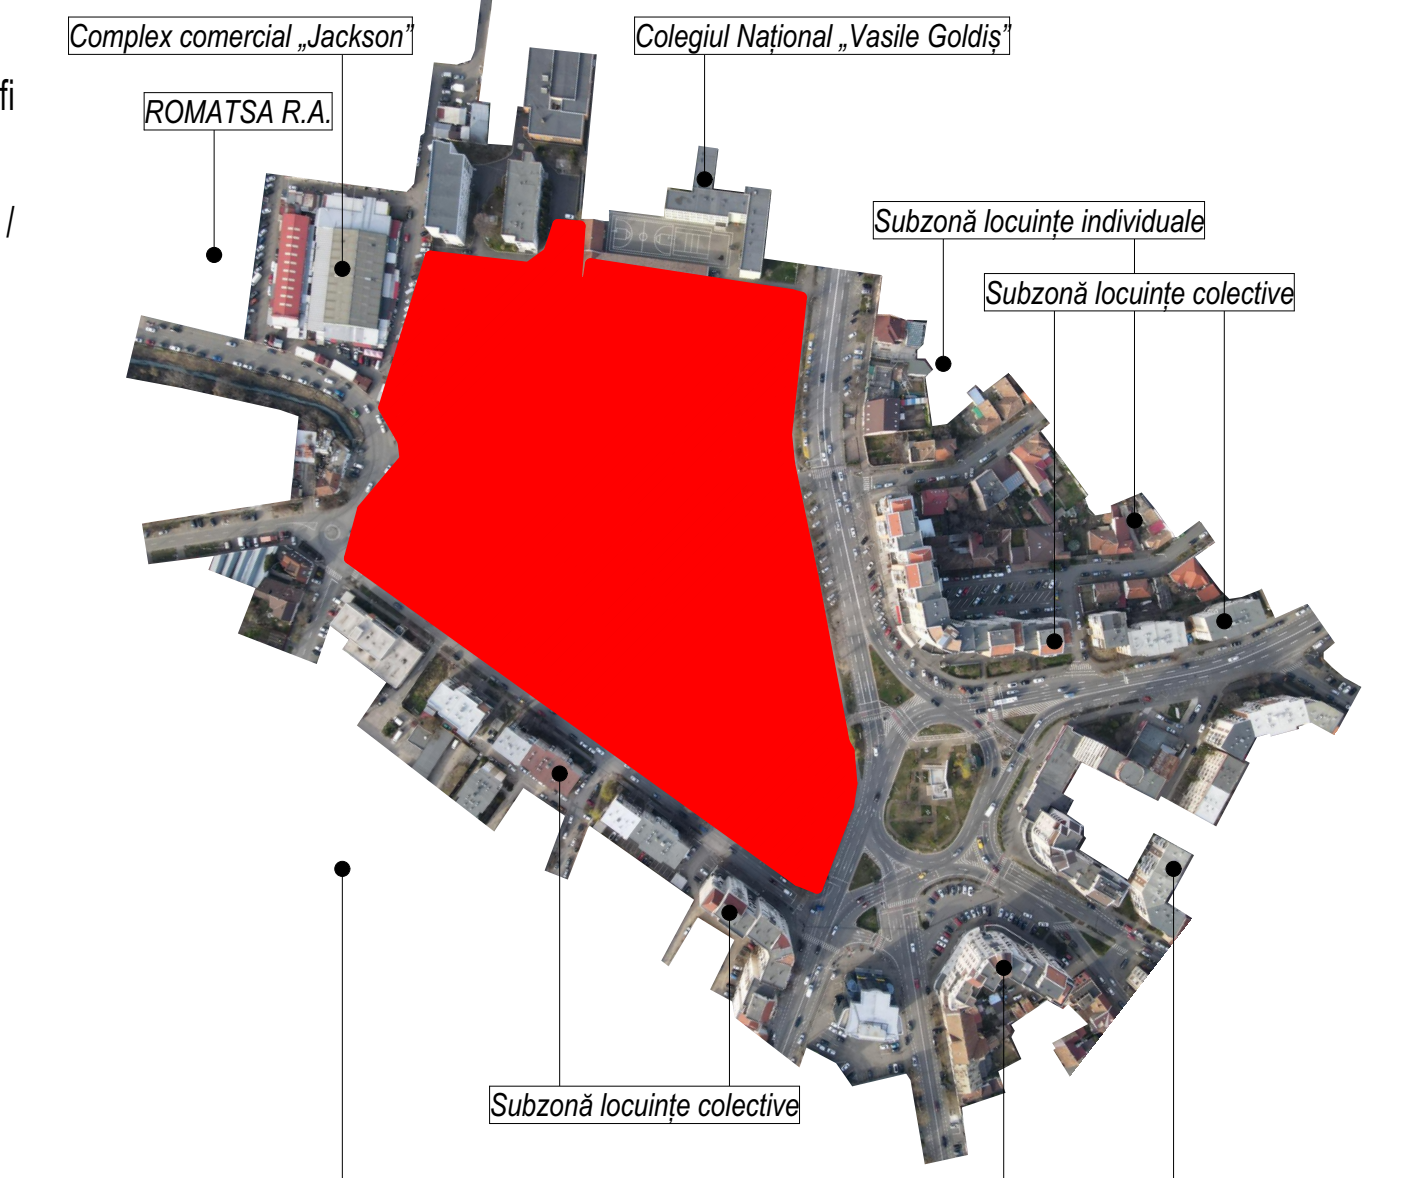 Complex comercial „Jackson”
Colegiul Național „Vasile Goldiș”
fi
ROMATSA R.A.
/
Subzonă locuințe individuale
Subzonă locuințe colective
Subzonă locuințe colective